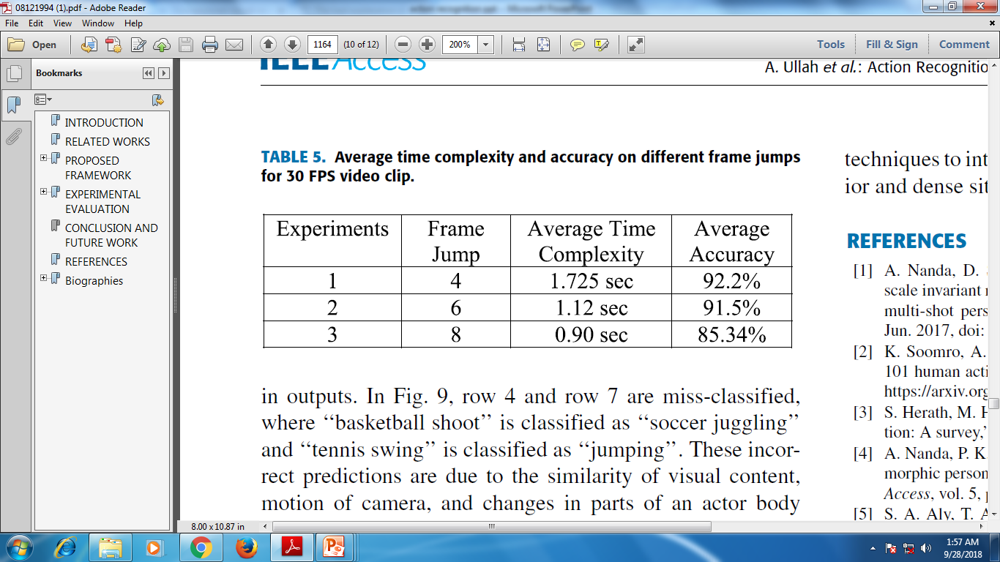 08121994 (1).pdf - Adobe Reader
File Edit View Window Help
Open 1164 (10 of 12) 200% Tools Fill & Sign Comment
Bookmarks
INTRODUCTION
RELATED WORKS
PROPOSED
FRAMEWORK
EXPERIMENTAL
EVALUATION
CONCLUSION AND
FUTURE WORK
REFERENCES
Biographies
IEEE Access
A. Ullah et al.: Action Recognitio
TABLE 5. Average time complexity and accuracy on different frame jumps
for 30 FPS video clip.
Experiments Frame Average Time Average
Jump Complexity Accuracy
1 4 1.725 sec 92.2%
2 6 1.12 sec 91.5%
3 8 0.90 sec 85.34%
in outputs. In Fig. 9, row 4 and row 7 are miss-classified,
where ‘‘basketball shoot’’ is classified as ‘‘soccer juggling’’
and ‘‘tennis swing’’ is classified as ‘‘jumping’’. These incor-
rect predictions are due to the similarity of visual content,
motion of camera, and changes in parts of an actor body
techniques to int
ior and dense sit
REFERENCES
[1] A. Nanda, D.
scale invariant
multi-shot pers
Jun. 2017, doi:
[2] K. Soomro, A.
101 human acti
https://arxiv.org
[3] S. Herath, M. H
tion: A survey,’
[4] A. Nanda, P. K.
morphic person
Access, vol. 5,
[5] S. A. Aly, T. A
8.00 x 10.87 in
1:57 AM
9/28/2018